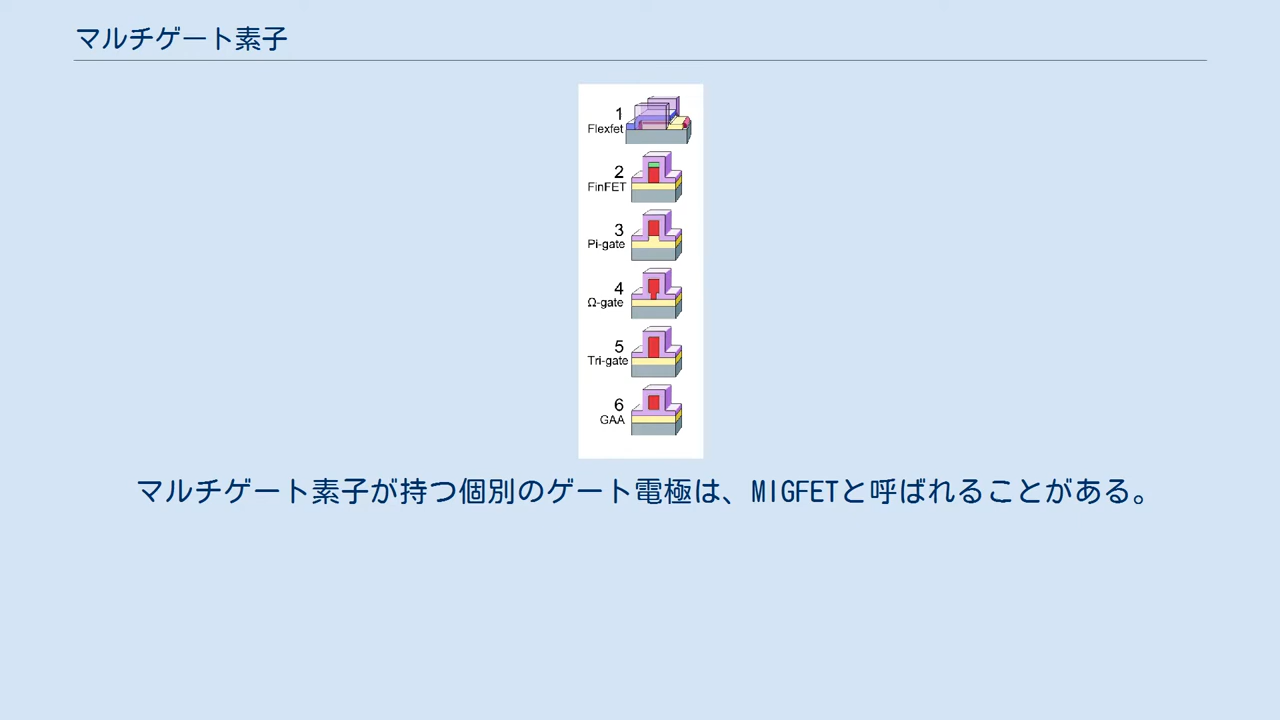 マルチゲート素子
1
Flexfet
2
FinFET
3
Pi-gate
4
Ω-gate
5
Tri-gate
6
GAA
マルチゲート素子が持つ個別のゲート電極は、MIGFETと呼ばれることがある。